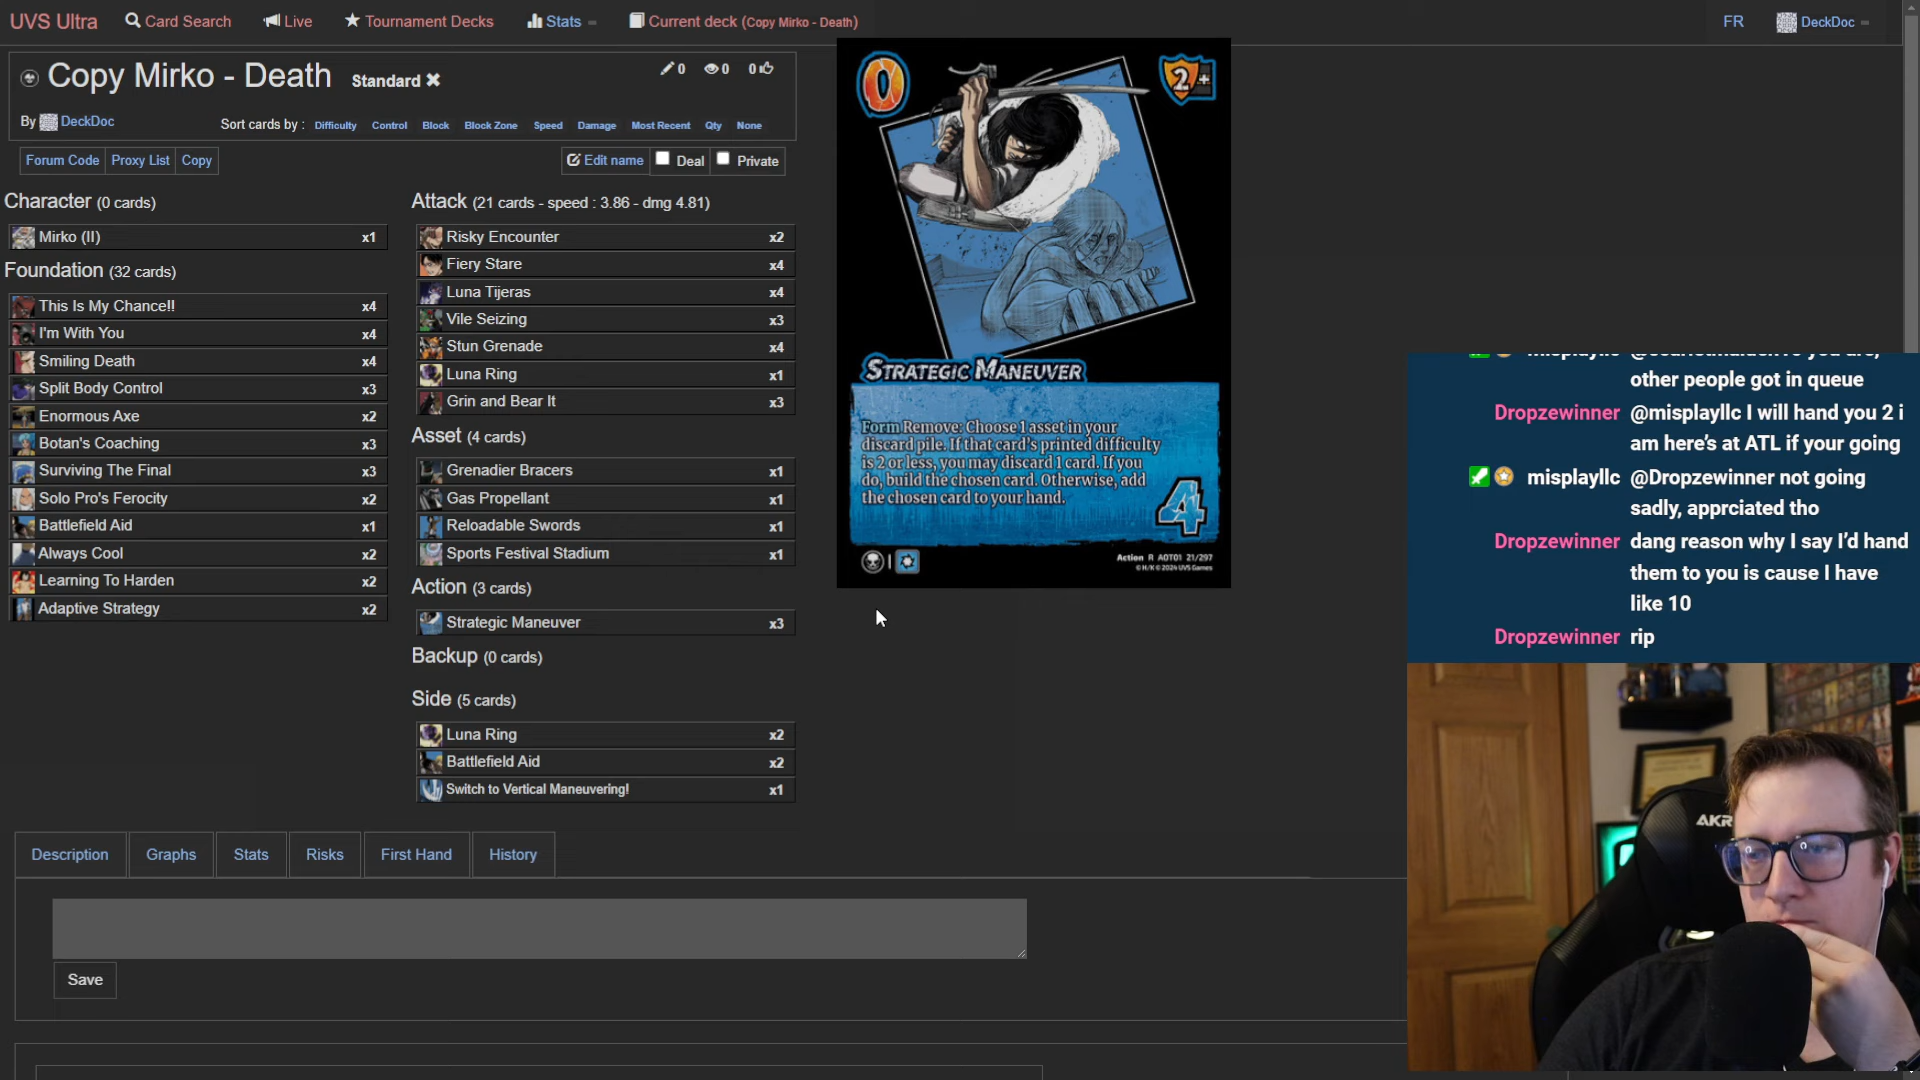 UVS Ultra
Card Search
Live
Tournament Decks
Stats
Current deck (Copy Mirko - Death)
FR
DeckDoc
Copy Mirko - Death
Standard
0
0
0
By DeckDoc
Sort cards by : Difficulty Control Block Block Zone Speed Damage Most Recent Qty None
Forum Code
Proxy List
Copy
Edit name
Deal
Private
Character (0 cards)
Mirko (II) x1
Foundation (32 cards)
This Is My Chance!! x4
I'm With You x4
Smiling Death x4
Split Body Control x3
Enormous Axe x2
Botan's Coaching x3
Surviving The Final x3
Solo Pro's Ferocity x2
Battlefield Aid x1
Always Cool x2
Learning To Harden x2
Adaptive Strategy x2
Attack (21 cards - speed : 3.86 - dmg 4.81)
Risky Encounter x2
Fiery Stare x4
Luna Tijeras x4
Vile Seizing x3
Stun Grenade x4
Luna Ring x1
Grin and Bear It x3
Asset (4 cards)
Grenadier Bracers x1
Gas Propellant x1
Reloadable Swords x1
Sports Festival Stadium x1
Action (3 cards)
Strategic Maneuver x3
Backup (0 cards)
Side (5 cards)
Luna Ring x2
Battlefield Aid x2
Switch to Vertical Maneuvering! x1
Description
Graphs
Stats
Risks
First Hand
History
Save
0
2+
STRATEGIC MANEUVER
Form Remove: Choose 1 asset in your
discard pile. If that card's printed difficulty
is 2 or less, you may discard 1 card. If you
do, build the chosen card. Otherwise, add
the chosen card to your hand.
4
Action R AOT01 21/297
© H/K © 2024 UVS Games
other people got in queue
Dropzewinner @misplayllc I will hand you 2 i
am here's at ATL if your going
misplayllc @Dropzewinner not going
sadly, apprciated tho
Dropzewinner dang reason why I say I'd hand
them to you is cause I have
like 10
Dropzewinner rip
AKR